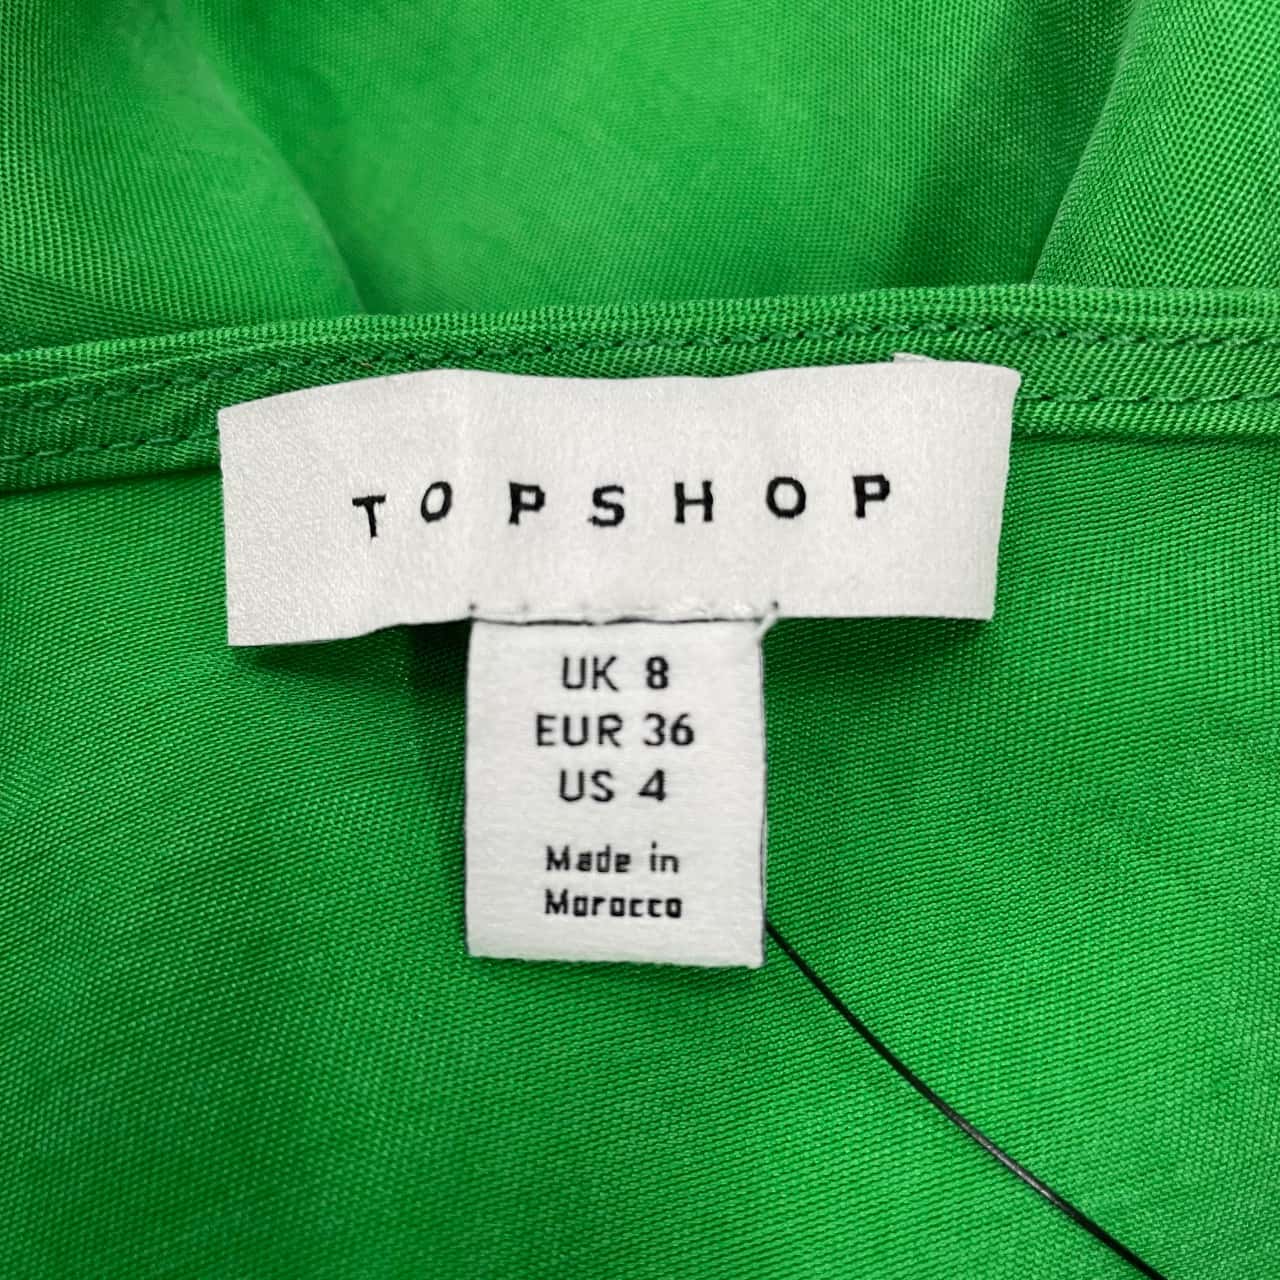 TOPSHOP
UK 8
EUR 36
US 4
Made in
Morocco